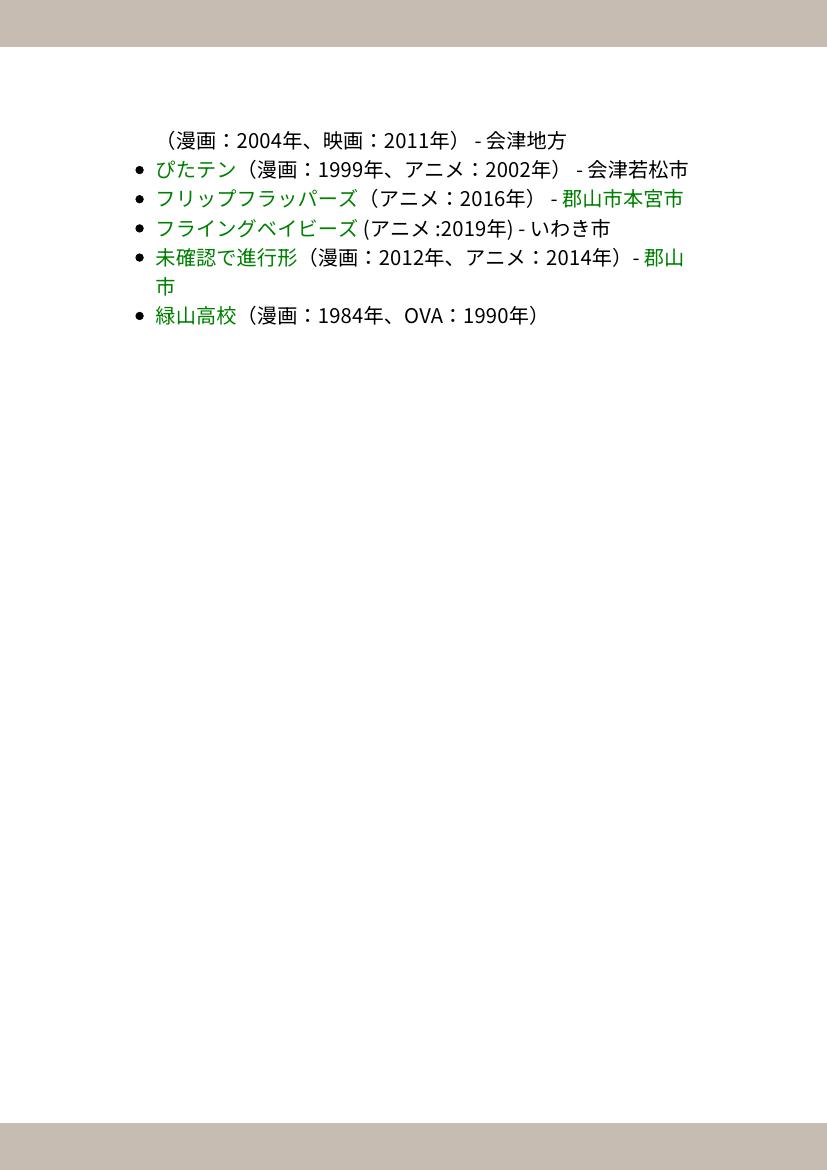 （漫画：2004年、映画：2011年） - 会津地方
• ぴたテン（漫画：1999年、アニメ：2002年） - 会津若松市
• フリップフラッパーズ（アニメ：2016年） - 郡山市本宮市
• フライングベイビーズ (アニメ :2019年) - いわき市
• 未確認で進行形（漫画：2012年、アニメ：2014年）- 郡山
市
• 緑山高校（漫画：1984年、OVA：1990年）